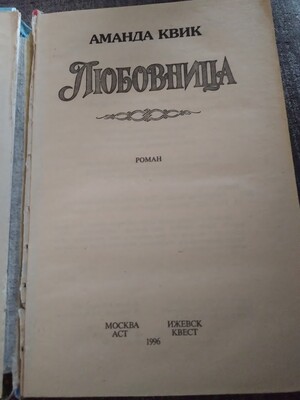 АМАНДА КВИК
ЛЮБОВНИЦА
РОМАН
МОСКВА ИЖЕВСК
АСТ КВЕСТ
1996